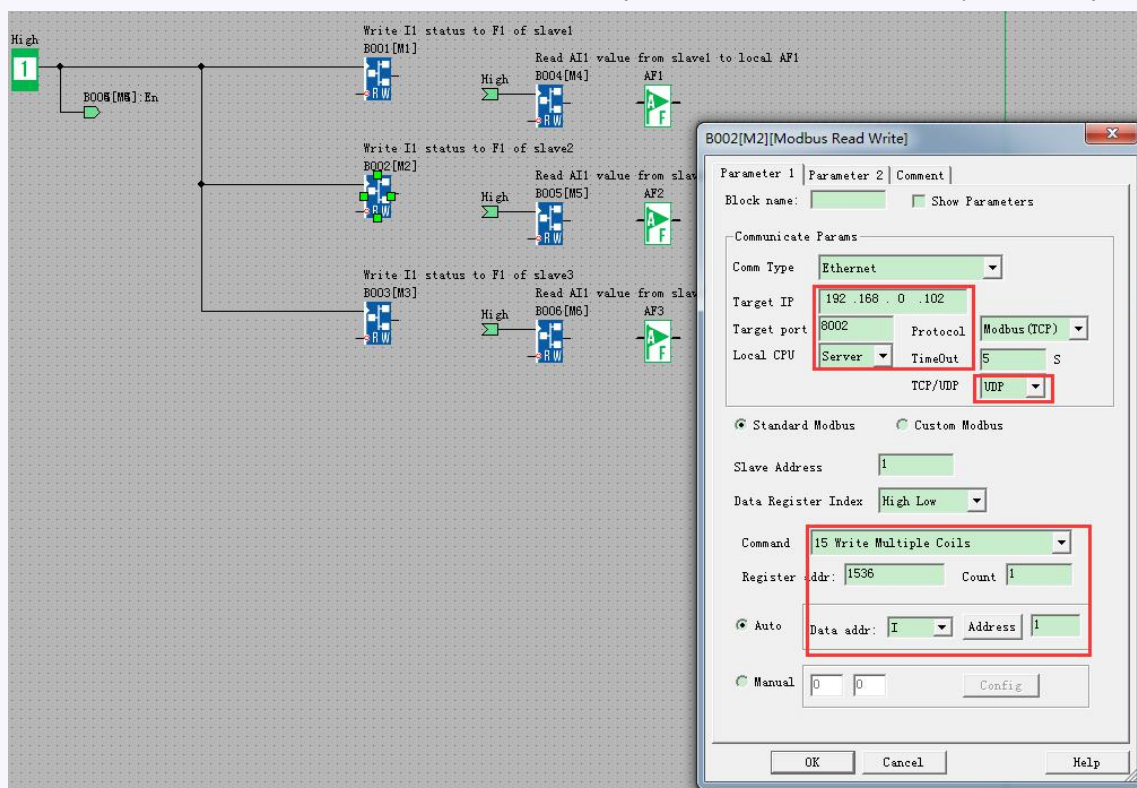 High
1
B006[M6]:En
Write I1 status to F1 of slave1
B001[M1]
RW
Read AI1 value from slave1 to local AF1
High
B004[M4]
AF1
RW
A
F
Write I1 status to F1 of slave2
B002[M2]
RW
Read AI1 value from slav
High
B005[M5]
AF2
RW
A
F
Write I1 status to F1 of slave3
B003[M3]
RW
Read AI1 value from slav
High
B006[M6]
AF3
RW
A
F
B002[M2][Modbus Read Write]
Parameter 1 Parameter 2 Comment
Block name: Show Parameters
Communicate Params
Comm Type Ethernet
Target IP 192 .168 . 0 .102
Target port 8002 Protocol Modbus(TCP)
Local CPU Server TimeOut 5 S
TCP/UDP UDP
Standard Modbus Custom Modbus
Slave Address 1
Data Register Index High Low
Command 15 Write Multiple Coils
Register addr: 1536 Count 1
Auto Data addr: I Address 1
Manual 0 0 Config
OK Cancel Help